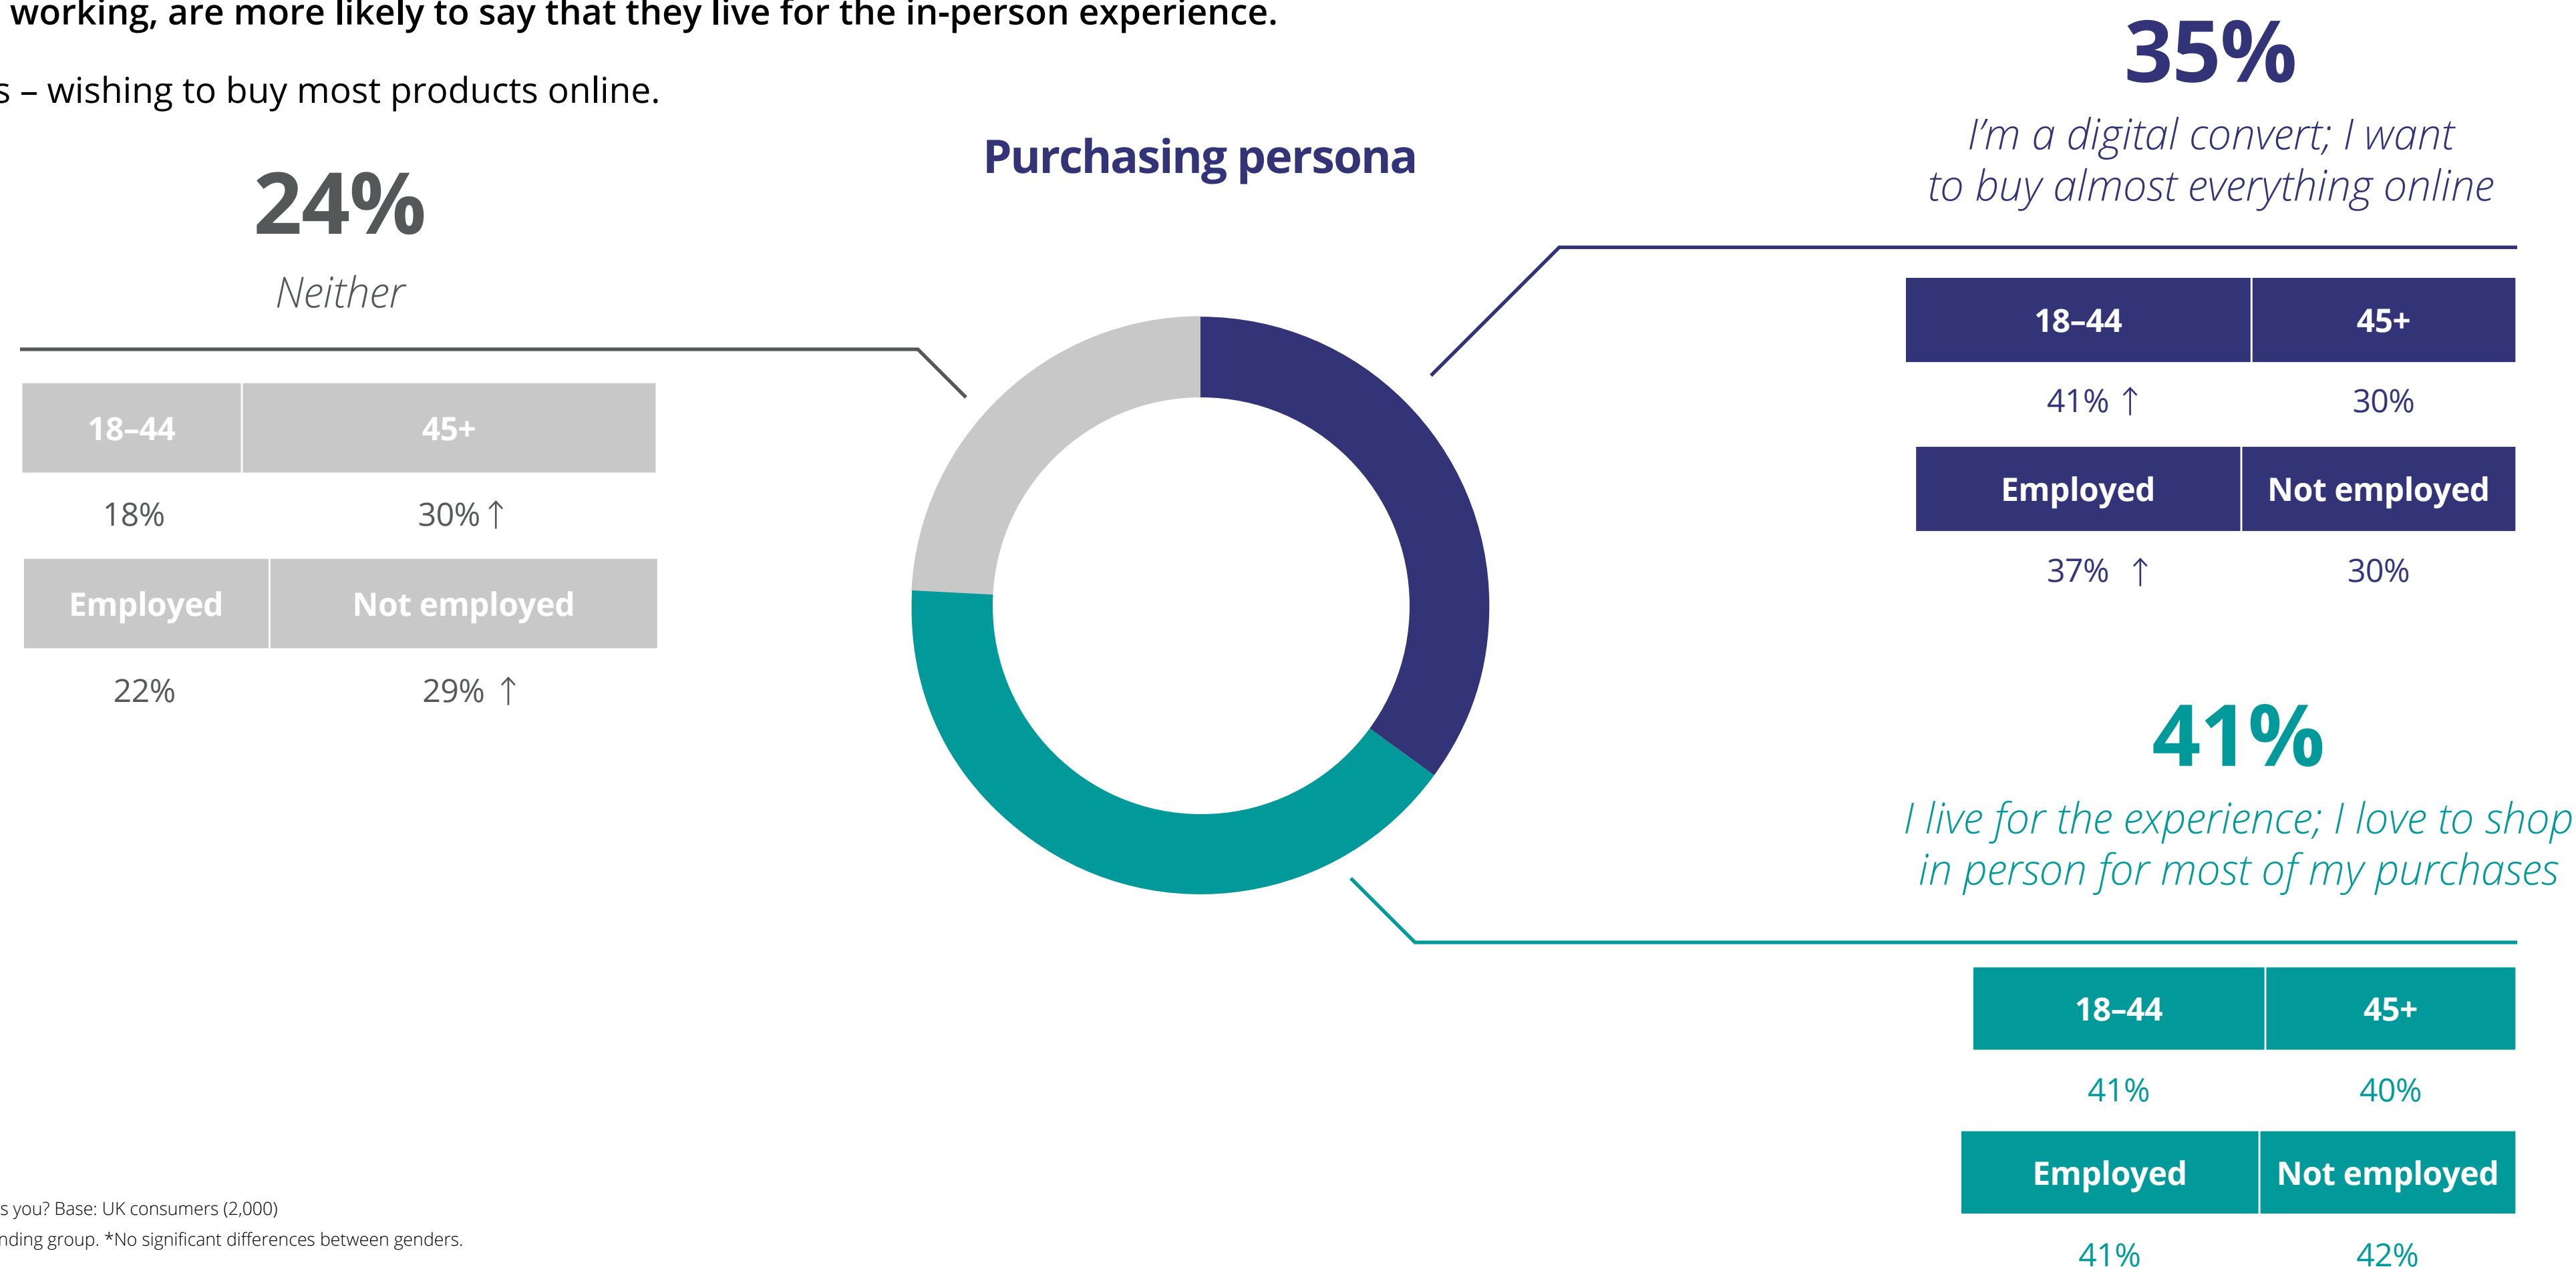 working, are more likely to say that they live for the in-person experience.
s – wishing to buy most products online.
Purchasing persona
24%
Neither
18–44 45+
18% 30% ↑
Employed Not employed
22% 29% ↑
35%
I’m a digital convert; I want
to buy almost everything online
18–44 45+
41% ↑ 30%
Employed Not employed
37% ↑ 30%
41%
I live for the experience; I love to shop
in person for most of my purchases
18–44 45+
41% 40%
Employed Not employed
41% 42%
s you? Base: UK consumers (2,000)
nding group. *No significant differences between genders.